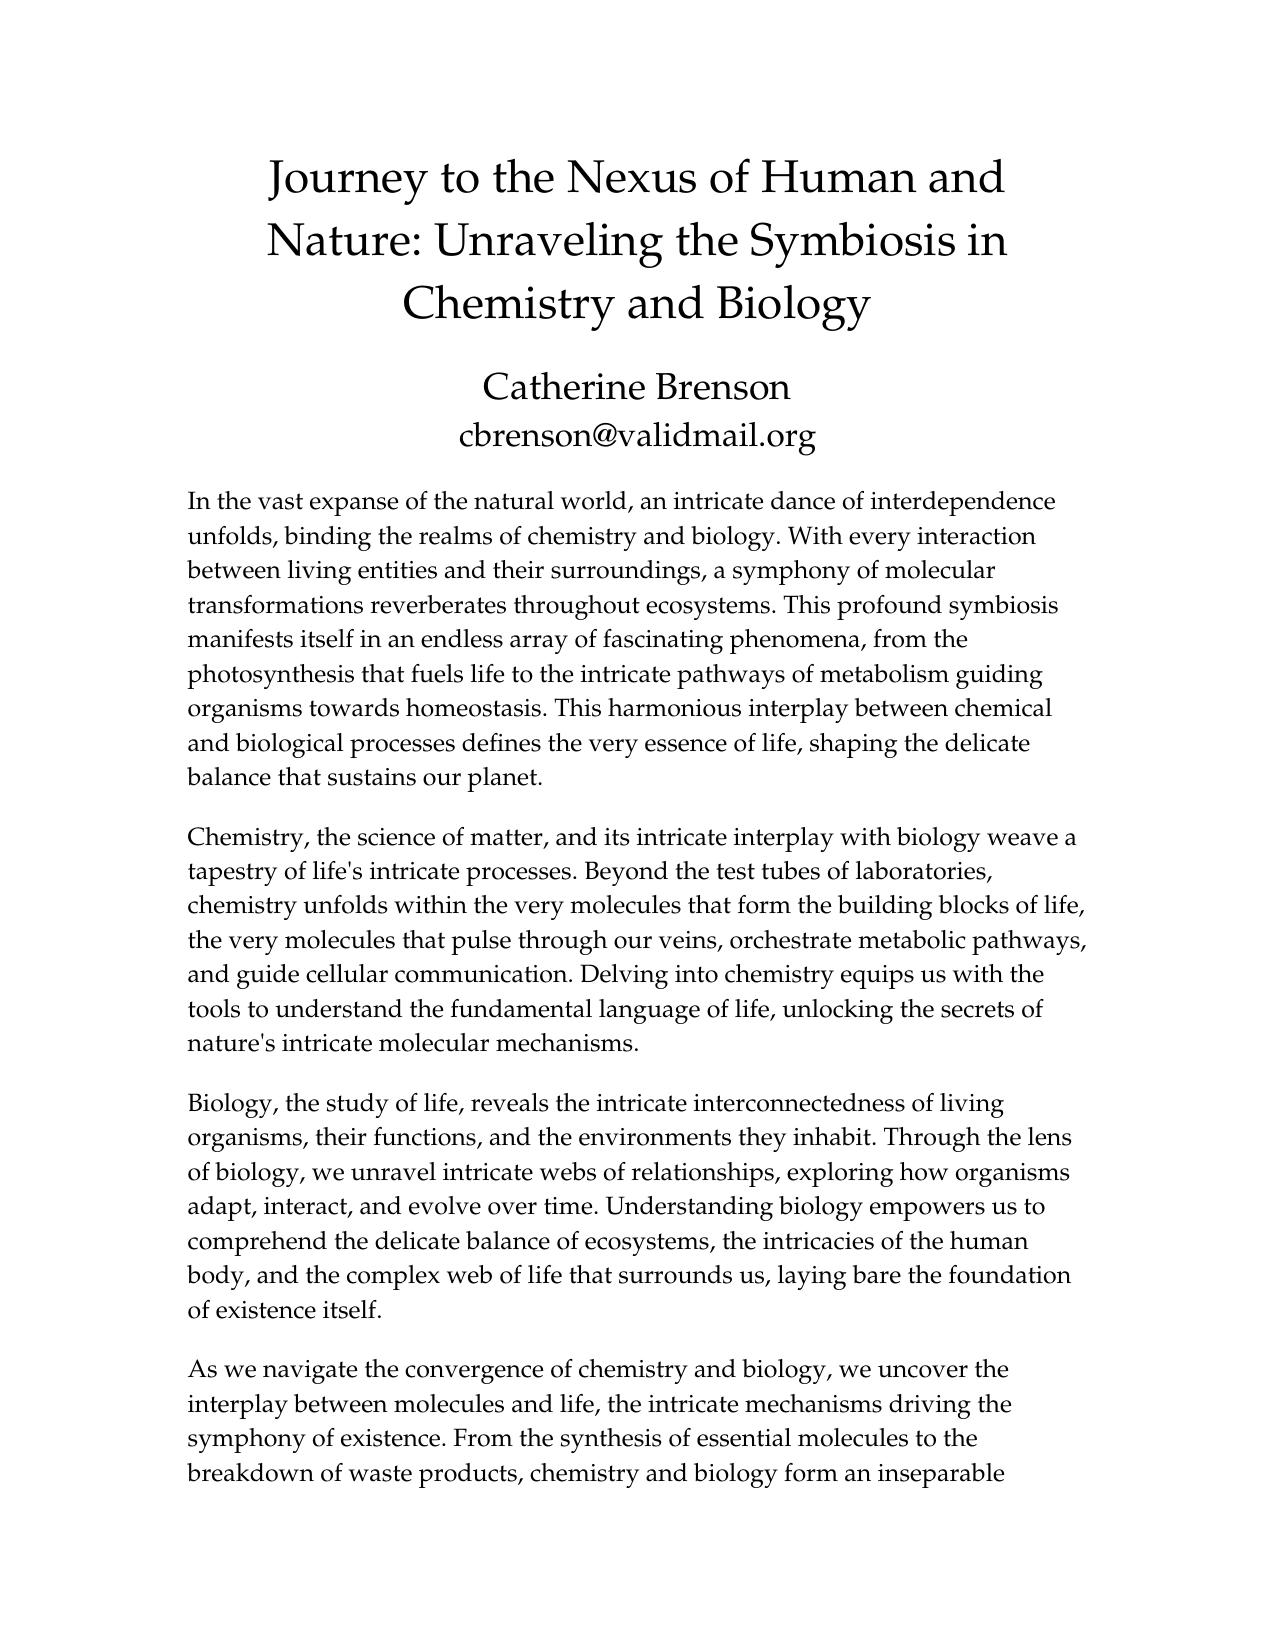 Journey to the Nexus of Human and
Nature: Unraveling the Symbiosis in
Chemistry and Biology
Catherine Brenson
cbrenson@validmail.org
In the vast expanse of the natural world, an intricate dance of interdependence
unfolds, binding the realms of chemistry and biology. With every interaction
between living entities and their surroundings, a symphony of molecular
transformations reverberates throughout ecosystems. This profound symbiosis
manifests itself in an endless array of fascinating phenomena, from the
photosynthesis that fuels life to the intricate pathways of metabolism guiding
organisms towards homeostasis. This harmonious interplay between chemical
and biological processes defines the very essence of life, shaping the delicate
balance that sustains our planet.
Chemistry, the science of matter, and its intricate interplay with biology weave a
tapestry of life's intricate processes. Beyond the test tubes of laboratories,
chemistry unfolds within the very molecules that form the building blocks of life,
the very molecules that pulse through our veins, orchestrate metabolic pathways,
and guide cellular communication. Delving into chemistry equips us with the
tools to understand the fundamental language of life, unlocking the secrets of
nature's intricate molecular mechanisms.
Biology, the study of life, reveals the intricate interconnectedness of living
organisms, their functions, and the environments they inhabit. Through the lens
of biology, we unravel intricate webs of relationships, exploring how organisms
adapt, interact, and evolve over time. Understanding biology empowers us to
comprehend the delicate balance of ecosystems, the intricacies of the human
body, and the complex web of life that surrounds us, laying bare the foundation
of existence itself.
As we navigate the convergence of chemistry and biology, we uncover the
interplay between molecules and life, the intricate mechanisms driving the
symphony of existence. From the synthesis of essential molecules to the
breakdown of waste products, chemistry and biology form an inseparable